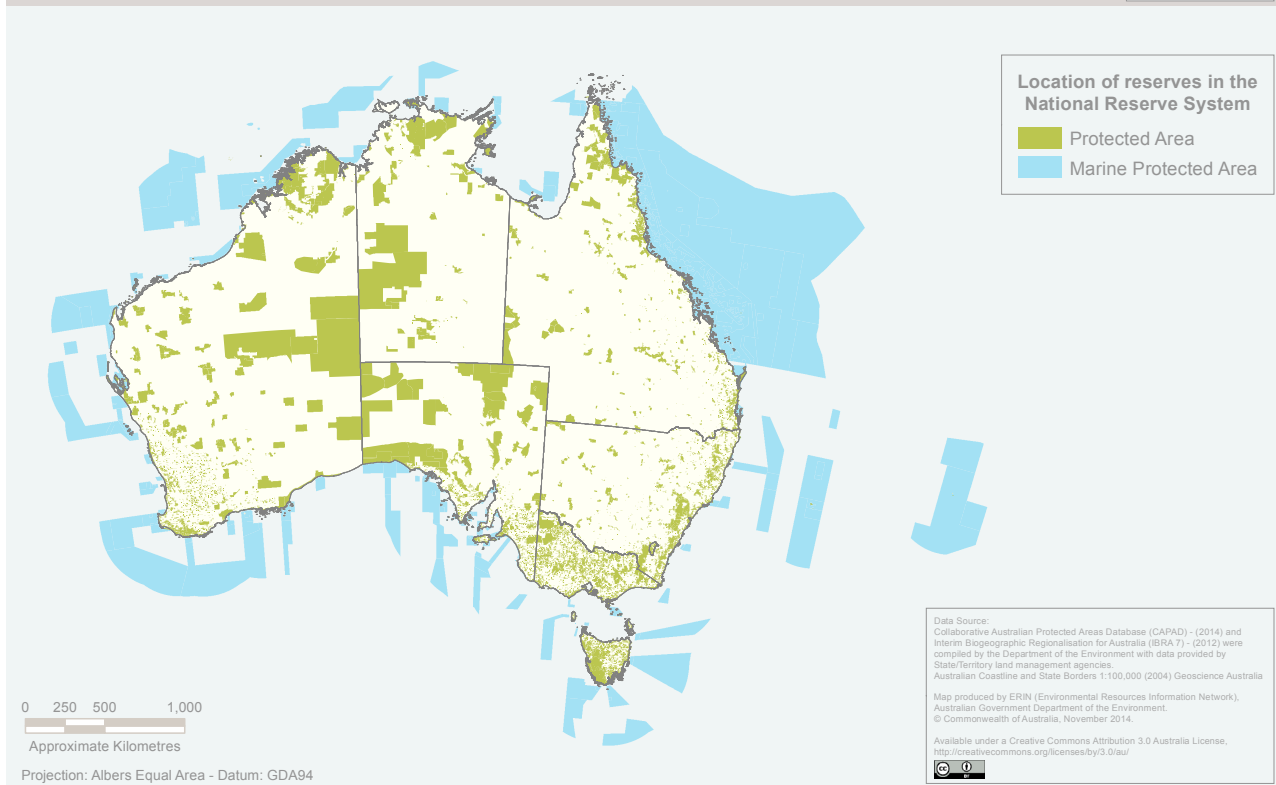 Location of reserves in the
National Reserve System
Protected Area
Marine Protected Area
0 250 500 1,000
Approximate Kilometres
Projection: Albers Equal Area - Datum: GDA94
Data Source:
Collaborative Australian Protected Areas Database (CAPAD) - (2014) and
Interim Biogeographic Regionalisation for Australia (IBRA 7) - (2012) were
compiled by the Department of the Environment with data provided by
State/Territory land management agencies.
Australian Coastline and State Borders 1:100,000 (2004) Geoscience Australia
Map produced by ERIN (Environmental Resources Information Network),
Australian Government Department of the Environment.
© Commonwealth of Australia, November 2014.
Available under a Creative Commons Attribution 3.0 Australia License,
http://creativecommons.org/licenses/by/3.0/au/
cc
BY